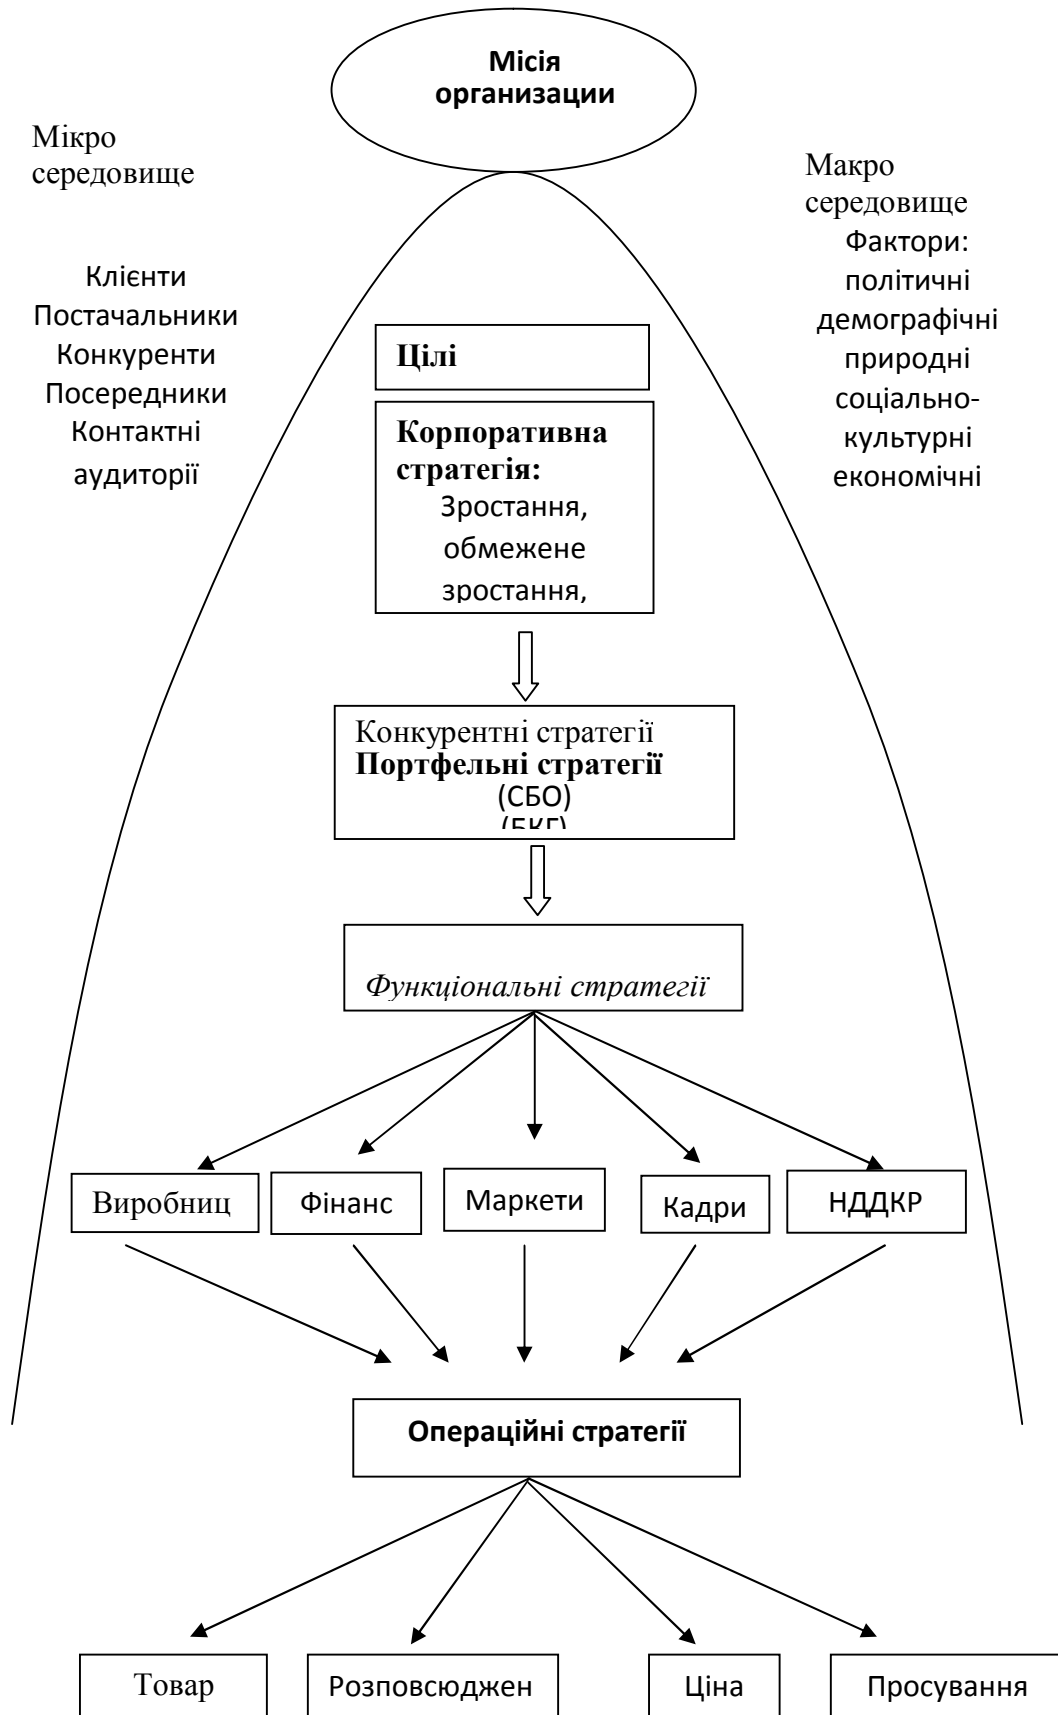 Місія
организации
Мікро
середовище
Клієнти
Постачальники
Конкуренти
Посередники
Контактні
аудиторії
Макро
середовище
Фактори:
політичні
демографічні
природні
соціально-
культурні
економічні
Цілі
Корпоративна
стратегія:
Зростання,
обмежене
зростання,
Конкурентні стратегії
Портфельні стратегії
(СБО)
(БКГ)
Функціональні стратегії
Виробниц
Фінанс
Маркети
Кадри
НДДКР
Операційні стратегії
Товар
Розповсюджен
Ціна
Просування